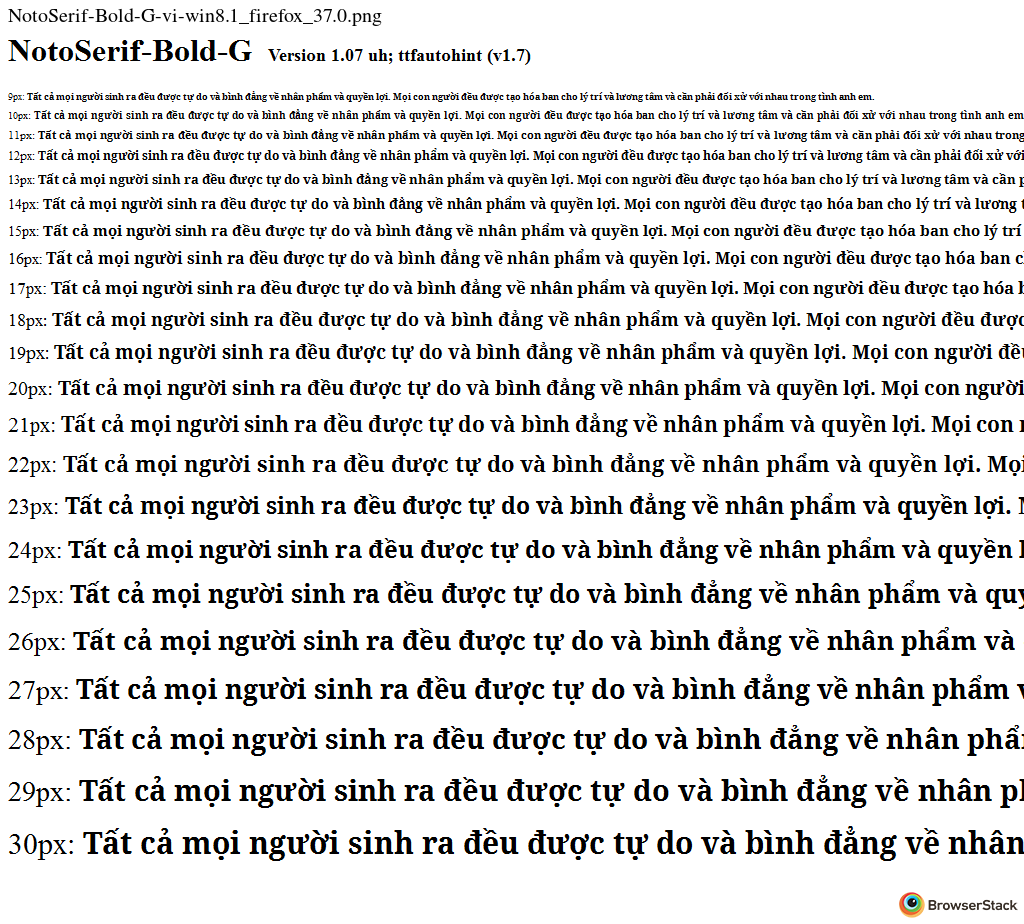 NotoSerif-Bold-G-vi-win8.1_firefox_37.0.png
NotoSerif-Bold-G Version 1.07 uh; ttfautohint (v1.7)
9px: Tất cả mọi người sinh ra đều được tự do và bình đẳng về nhân phẩm và quyền lợi. Mọi con người đều được tạo hóa ban cho lý trí và lương tâm và cần phải đối xử với nhau trong tình anh em.
10px: Tất cả mọi người sinh ra đều được tự do và bình đẳng về nhân phẩm và quyền lợi. Mọi con người đều được tạo hóa ban cho lý trí và lương tâm và cần phải đối xử với nhau trong tình anh em
11px: Tất cả mọi người sinh ra đều được tự do và bình đẳng về nhân phẩm và quyền lợi. Mọi con người đều được tạo hóa ban cho lý trí và lương tâm và cần phải đối xử với nhau trong
12px: Tất cả mọi người sinh ra đều được tự do và bình đẳng về nhân phẩm và quyền lợi. Mọi con người đều được tạo hóa ban cho lý trí và lương tâm và cần phải đối xử với
13px: Tất cả mọi người sinh ra đều được tự do và bình đẳng về nhân phẩm và quyền lợi. Mọi con người đều được tạo hóa ban cho lý trí và lương tâm và cần
14px: Tất cả mọi người sinh ra đều được tự do và bình đẳng về nhân phẩm và quyền lợi. Mọi con người đều được tạo hóa ban cho lý trí và lương
15px: Tất cả mọi người sinh ra đều được tự do và bình đẳng về nhân phẩm và quyền lợi. Mọi con người đều được tạo hóa ban cho lý trí
16px: Tất cả mọi người sinh ra đều được tự do và bình đẳng về nhân phẩm và quyền lợi. Mọi con người đều được tạo hóa ban
17px: Tất cả mọi người sinh ra đều được tự do và bình đẳng về nhân phẩm và quyền lợi. Mọi con người đều được tạo hóa
18px: Tất cả mọi người sinh ra đều được tự do và bình đẳng về nhân phẩm và quyền lợi. Mọi con người đều được
19px: Tất cả mọi người sinh ra đều được tự do và bình đẳng về nhân phẩm và quyền lợi. Mọi con người đều
20px: Tất cả mọi người sinh ra đều được tự do và bình đẳng về nhân phẩm và quyền lợi. Mọi con người
21px: Tất cả mọi người sinh ra đều được tự do và bình đẳng về nhân phẩm và quyền lợi. Mọi con
22px: Tất cả mọi người sinh ra đều được tự do và bình đẳng về nhân phẩm và quyền lợi. Mọi
23px: Tất cả mọi người sinh ra đều được tự do và bình đẳng về nhân phẩm và quyền lợi.
24px: Tất cả mọi người sinh ra đều được tự do và bình đẳng về nhân phẩm và quyền
25px: Tất cả mọi người sinh ra đều được tự do và bình đẳng về nhân phẩm và quy
26px: Tất cả mọi người sinh ra đều được tự do và bình đẳng về nhân phẩm và
27px: Tất cả mọi người sinh ra đều được tự do và bình đẳng về nhân phẩm
28px: Tất cả mọi người sinh ra đều được tự do và bình đẳng về nhân phẩ
29px: Tất cả mọi người sinh ra đều được tự do và bình đẳng về nhân
30px: Tất cả mọi người sinh ra đều được tự do và bình đẳng về nhân
BrowserStack